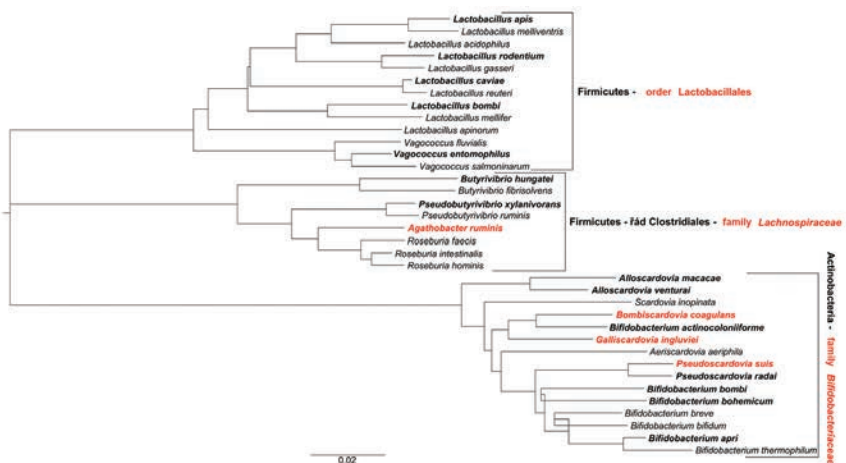 Lactobacillus apis
Lactobacillus melliventris
Lactobacillus acidophilus
Lactobacillus rodentium
Lactobacillus gasseri
Lactobacillus caviae
Lactobacillus reuteri
Lactobacillus bombi
Lactobacillus mellifer
Lactobacillus apinorum
Vagococcus fluvialis
Vagococcus entomophilus
Vagococcus salmoninarum
Firmicutes - order Lactobacillales
Butyrivibrio hungatei
Butyrivibrio fibrisolvens
Pseudobutyrivibrio xylanivorans
Pseudobutyrivibrio ruminis
Agathobacter ruminis
Roseburia faecis
Roseburia intestinalis
Roseburia hominis
Firmicutes - řád Clostridiales - family Lachnospiraceae
Alloscardovia macacae
Alloscardovia venturai
Scardovia inopinata
Bombiscardovia coagulans
Bifidobacterium actinocoloniiforme
Galliscardovia ingluviei
Aeriscardovia aeriphila
Pseudoscardovia suis
Pseudoscardovia radai
Bifidobacterium bombi
Bifidobacterium bohemicum
Bifidobacterium breve
Bifidobacterium bifidum
Bifidobacterium apri
Bifidobacterium thermophilum
Actinobacteria - family Bifidobacteriaceae
0.02